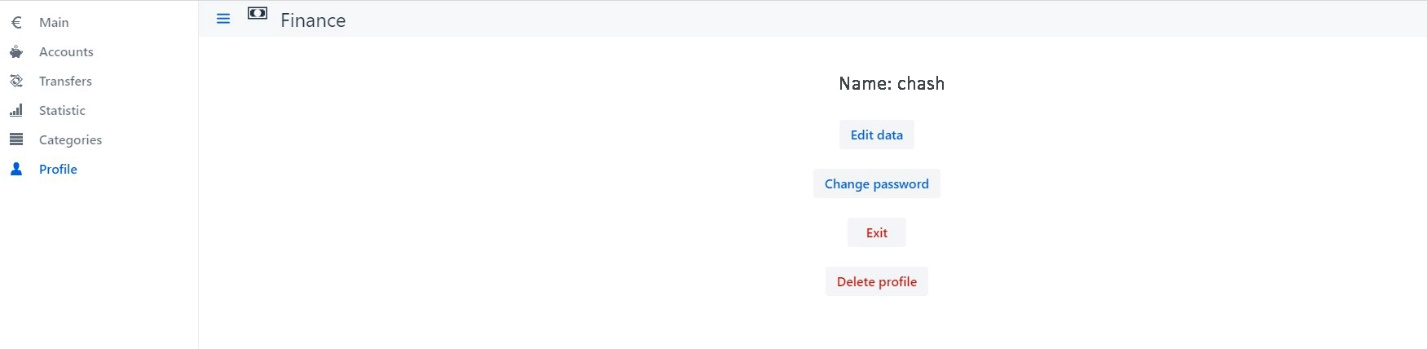 Main
Accounts
Transfers
Statistic
Categories
Profile
Finance
Name: chash
Edit data
Change password
Exit
Delete profile